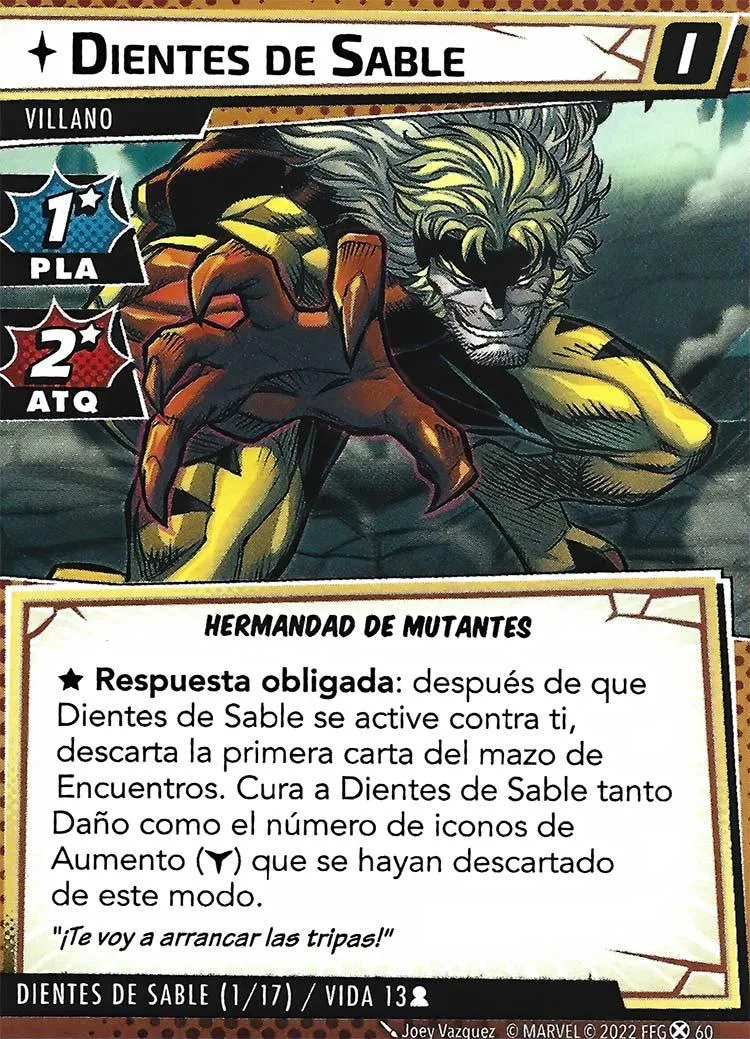 DIENTES DE SABLE
I
VILLANO
1
PLA
2
ATQ
HERMANDAD DE MUTANTES
★ Respuesta obligada: después de que
Dientes de Sable se active contra ti,
descarta la primera carta del mazo de
Encuentros. Cura a Dientes de Sable tanto
Daño como el número de iconos de
Aumento () que se hayan descartado
de este modo.
"¡Te voy a arrancar las tripas!"
DIENTES DE SABLE (1/17) / VIDA 13
Joey Vazquez © MARVEL © 2022 FFG 60